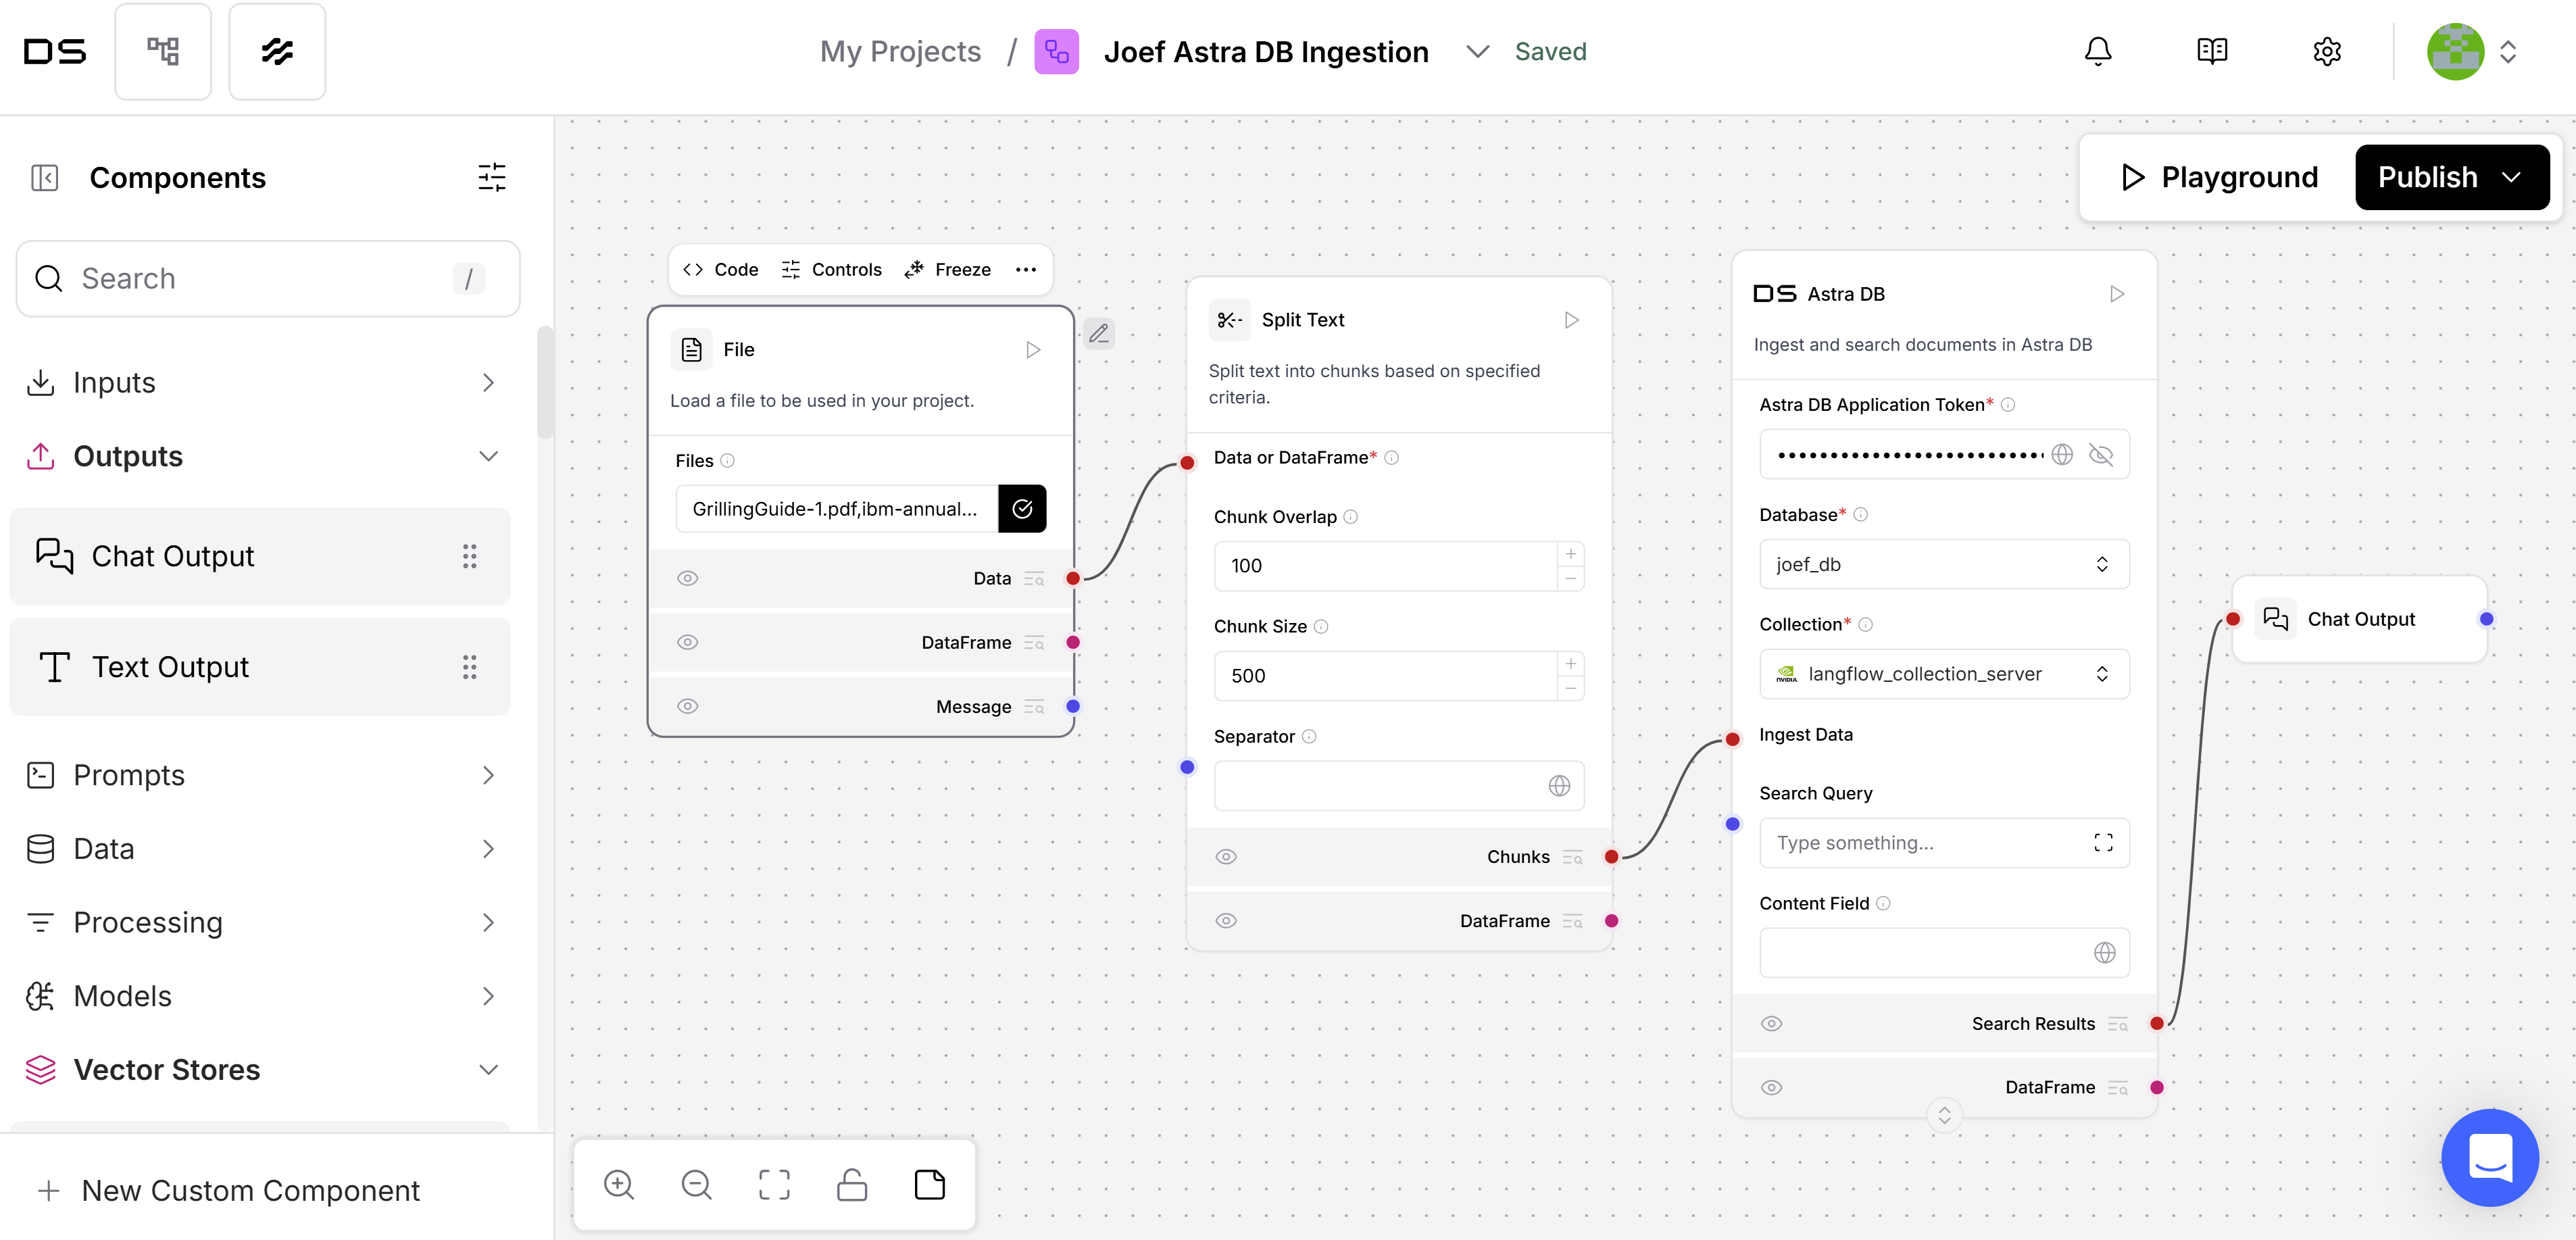 DS
My Projects / Joef Astra DB Ingestion Saved
Components
Search /
Inputs
Outputs
Chat Output
Text Output
Prompts
Data
Processing
Models
Vector Stores
New Custom Component
Playground
Publish
Code Controls Freeze
File
Load a file to be used in your project.
Files
GrillingGuide-1.pdf,ibm-annual...
Data
DataFrame
Message
Split Text
Split text into chunks based on specified
criteria.
Data or DataFrame*
Chunk Overlap
100
Chunk Size
500
Separator
Chunks
DataFrame
DS Astra DB
Ingest and search documents in Astra DB
Astra DB Application Token*
••••••••••••••••••••••••••
Database*
joef_db
Collection*
NVIDIA langflow_collection_server
Ingest Data
Search Query
Type something...
Content Field
Search Results
DataFrame
Chat Output